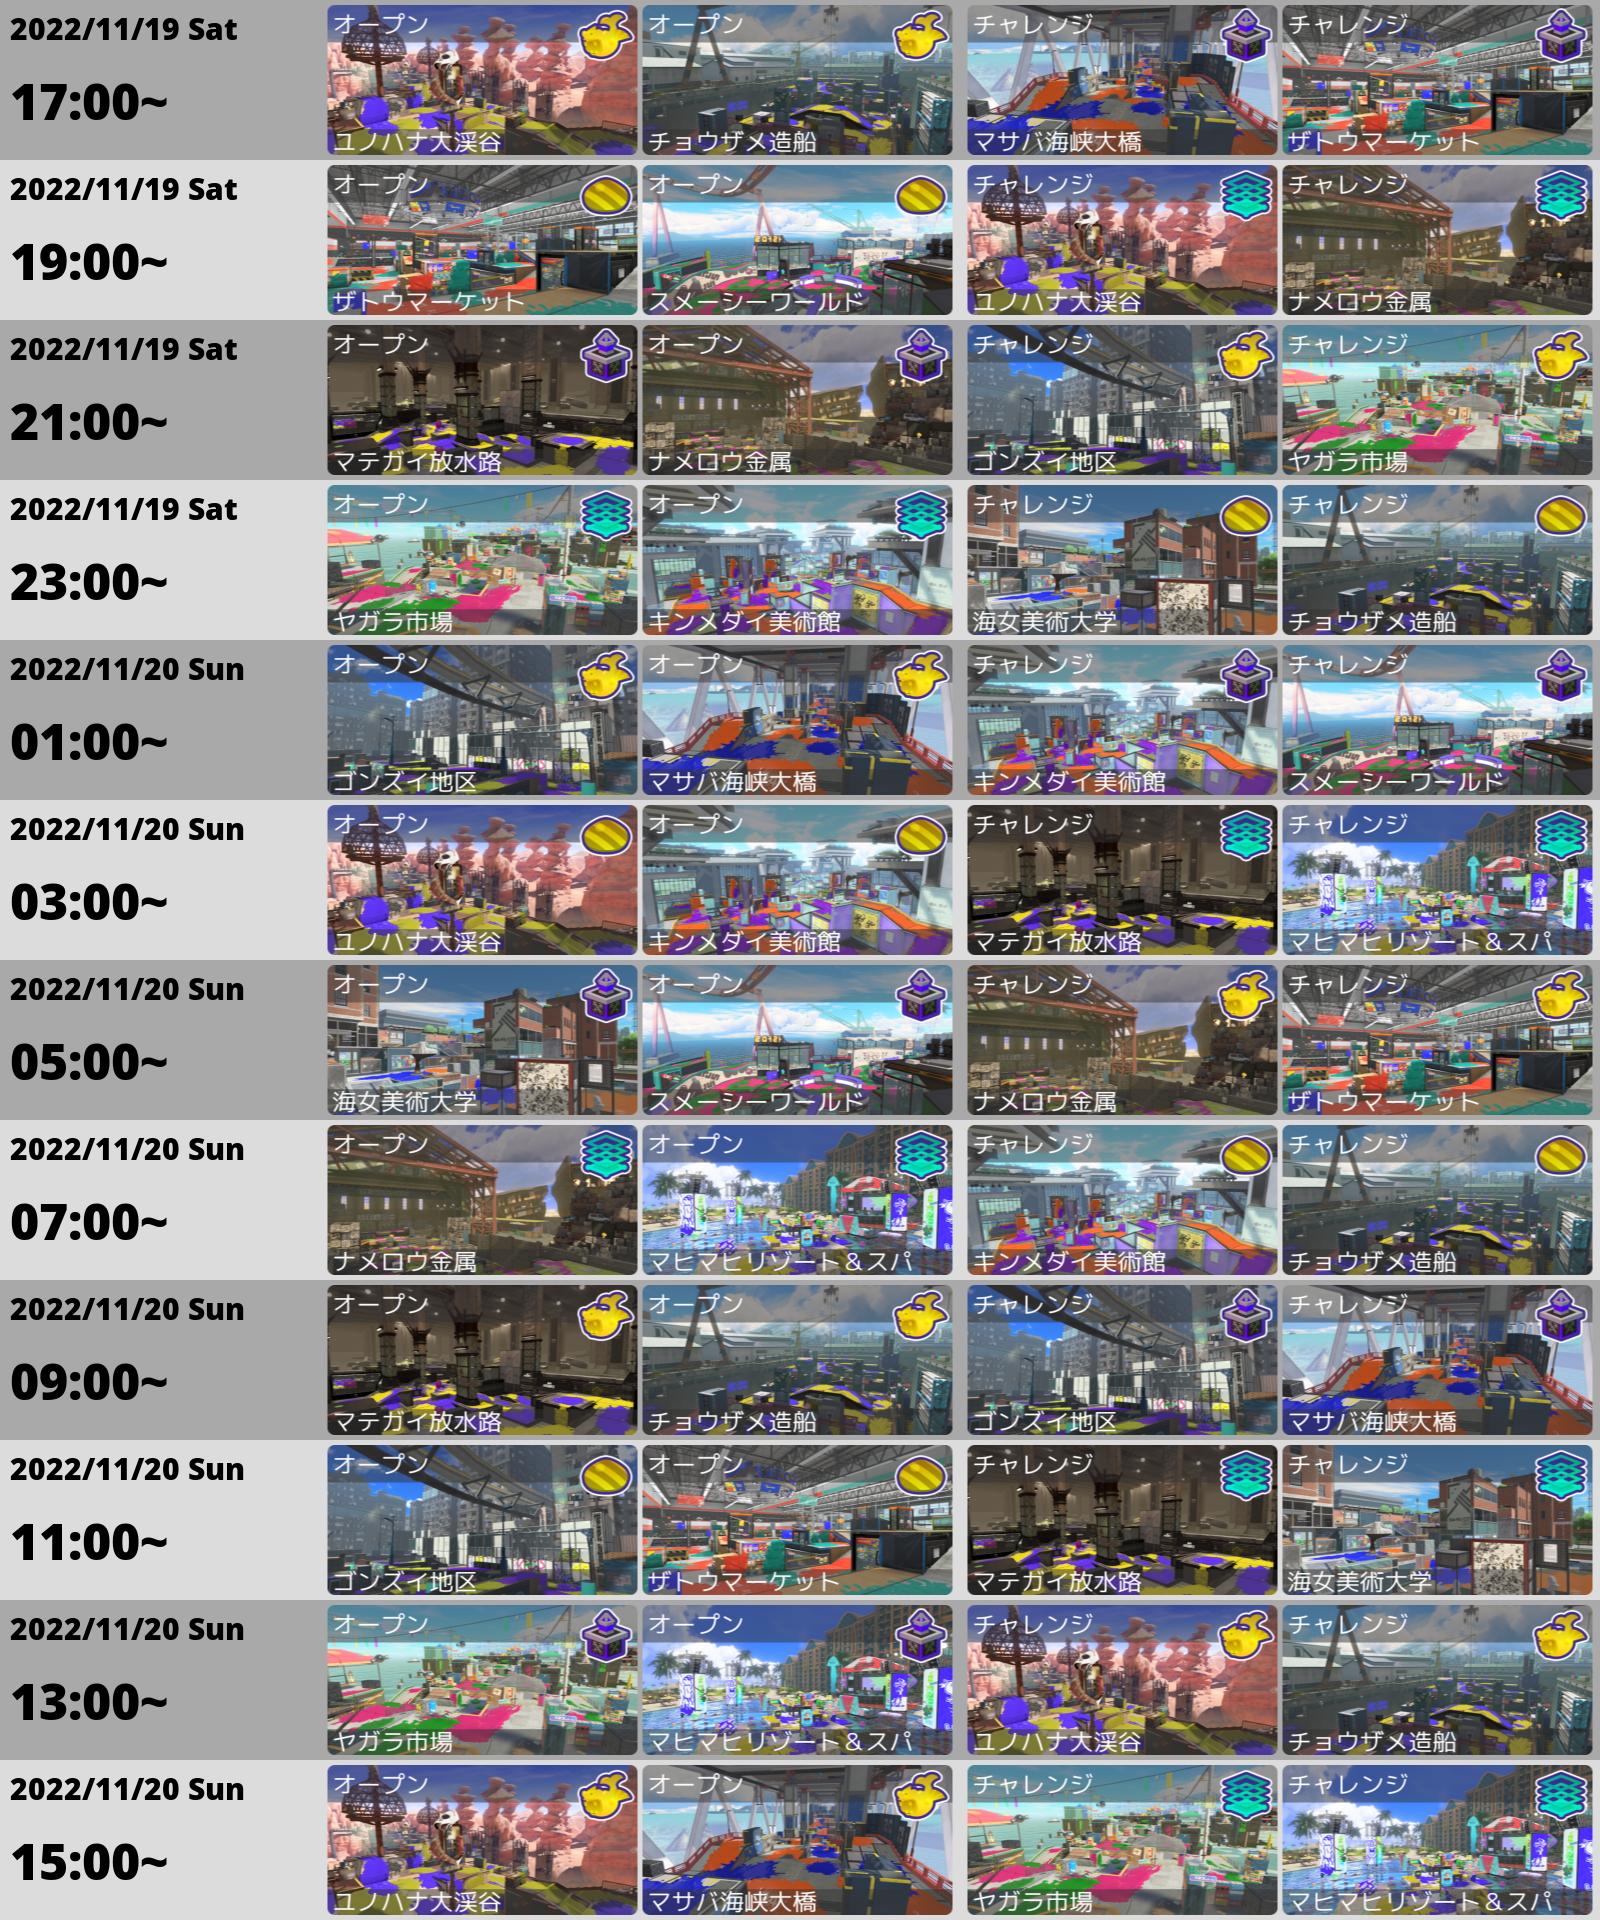 2022/11/19 Sat
17:00~
オープン
ユノハナ大渓谷
オープン
チョウザメ造船
チャレンジ
マサバ海峡大橋
チャレンジ
ザトウマーケット
2022/11/19 Sat
19:00~
オープン
ザトウマーケット
オープン
スメーシーワールド
チャレンジ
ユノハナ大渓谷
チャレンジ
ナメロウ金属
2022/11/19 Sat
21:00~
オープン
マテガイ放水路
オープン
ナメロウ金属
チャレンジ
ゴンズイ地区
チャレンジ
ヤガラ市場
2022/11/19 Sat
23:00~
オープン
ヤガラ市場
オープン
キンメダイ美術館
チャレンジ
海女美術大学
チャレンジ
チョウザメ造船
2022/11/20 Sun
01:00~
オープン
ゴンズイ地区
オープン
マサバ海峡大橋
チャレンジ
キンメダイ美術館
チャレンジ
スメーシーワールド
2022/11/20 Sun
03:00~
オープン
ユノハナ大渓谷
オープン
キンメダイ美術館
チャレンジ
マテガイ放水路
チャレンジ
マヒマヒリゾート＆スパ
2022/11/20 Sun
05:00~
オープン
海女美術大学
オープン
スメーシーワールド
チャレンジ
ナメロウ金属
チャレンジ
ザトウマーケット
2022/11/20 Sun
07:00~
オープン
ナメロウ金属
オープン
マヒマヒリゾート＆スパ
チャレンジ
キンメダイ美術館
チャレンジ
チョウザメ造船
2022/11/20 Sun
09:00~
オープン
マテガイ放水路
オープン
チョウザメ造船
チャレンジ
ゴンズイ地区
チャレンジ
マサバ海峡大橋
2022/11/20 Sun
11:00~
オープン
ゴンズイ地区
オープン
ザトウマーケット
チャレンジ
マテガイ放水路
チャレンジ
海女美術大学
2022/11/20 Sun
13:00~
オープン
ヤガラ市場
オープン
マヒマヒリゾート＆スパ
チャレンジ
ユノハナ大渓谷
チャレンジ
チョウザメ造船
2022/11/20 Sun
15:00~
オープン
ユノハナ大渓谷
オープン
マサバ海峡大橋
チャレンジ
ヤガラ市場
チャレンジ
マヒマヒリゾート＆スパ